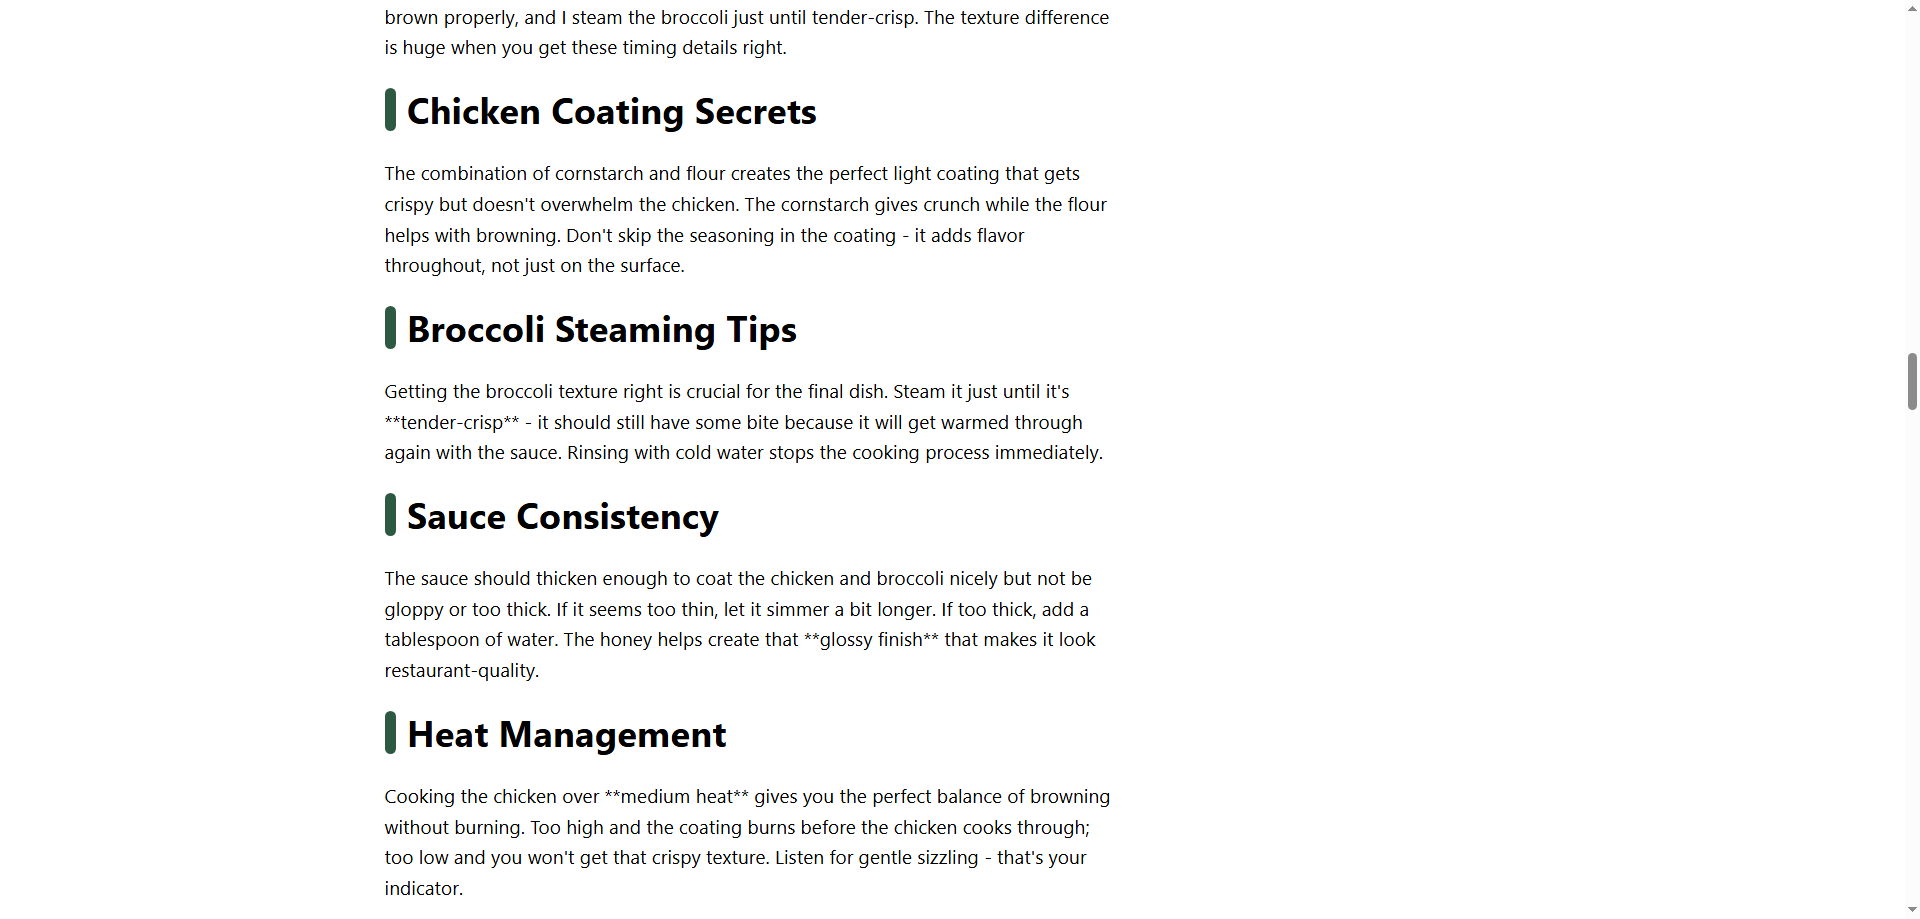 brown properly, and I steam the broccoli just until tender-crisp. The texture difference
is huge when you get these timing details right.
Chicken Coating Secrets
The combination of cornstarch and flour creates the perfect light coating that gets
crispy but doesn't overwhelm the chicken. The cornstarch gives crunch while the flour
helps with browning. Don't skip the seasoning in the coating - it adds flavor
throughout, not just on the surface.
Broccoli Steaming Tips
Getting the broccoli texture right is crucial for the final dish. Steam it just until it's
**tender-crisp** - it should still have some bite because it will get warmed through
again with the sauce. Rinsing with cold water stops the cooking process immediately.
Sauce Consistency
The sauce should thicken enough to coat the chicken and broccoli nicely but not be
gloppy or too thick. If it seems too thin, let it simmer a bit longer. If too thick, add a
tablespoon of water. The honey helps create that **glossy finish** that makes it look
restaurant-quality.
Heat Management
Cooking the chicken over **medium heat** gives you the perfect balance of browning
without burning. Too high and the coating burns before the chicken cooks through;
too low and you won't get that crispy texture. Listen for gentle sizzling - that's your
indicator.